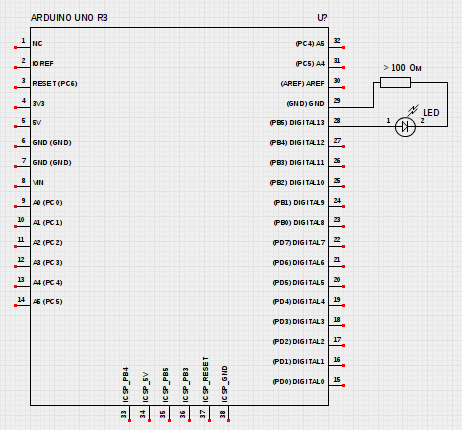 ARDUINO UNO R3 U?
1 NC (PC4) A5 32
2 IOREF (PC5) A4 31
3 RESET (PC6) (AREF) AREF 30
4 3V3 (GND) GND 29
5 5V (PB5) DIGITAL13 28
6 GND (GND) (PB4) DIGITAL12 27
7 GND (GND) (PB3) DIGITAL11 26
8 VIN (PB2) DIGITAL10 25
9 A0 (PC0) (PB1) DIGITAL9 24
10 A1 (PC1) (PB0) DIGITAL8 23
11 A2 (PC2) (PD7) DIGITAL7 22
12 A3 (PC3) (PD6) DIGITAL6 21
13 A4 (PC4) (PD5) DIGITAL5 20
14 A5 (PC5) (PD4) DIGITAL4 19
(PD3) DIGITAL3 18
(PD2) DIGITAL2 17
(PD1) DIGITAL1 16
(PD0) DIGITAL0 15
> 100 Ом
LED
1 2
33 ICSP_PB4
34 ICSP_5V
35 ICSP_PB5
36 ICSP_PB3
37 ICSP_RESET
38 ICSP_GND